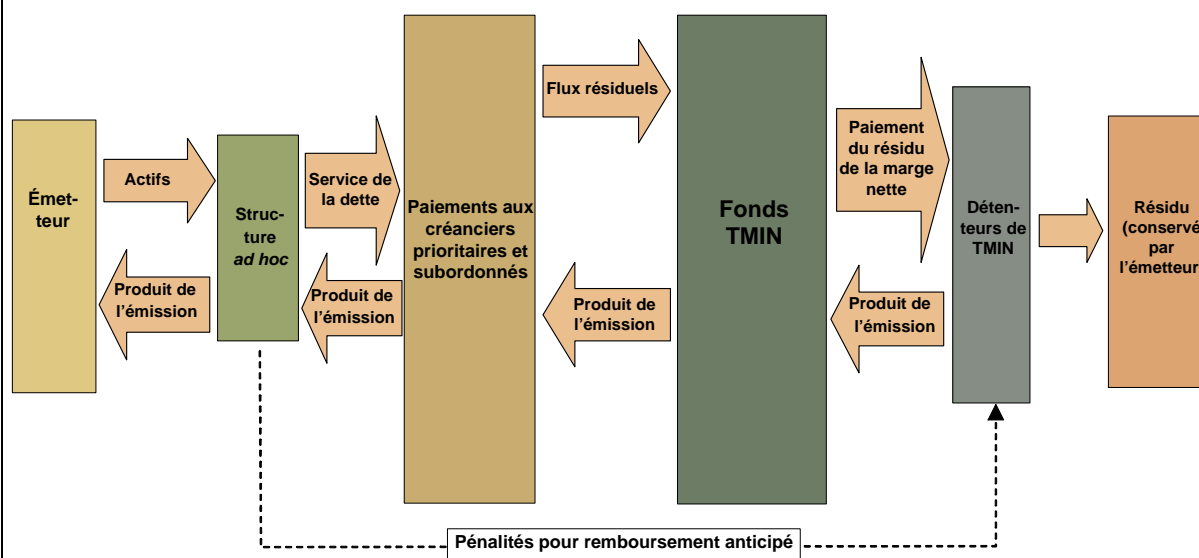 Émet-
teur
Actifs
Produit de
l'émission
Struc-
ture
ad hoc
Service de
la dette
Produit de
l'émission
Paiements aux
créanciers
prioritaires et
subordonnés
Flux résiduels
Produit de
l'émission
Fonds
TMIN
Paiement
du résidu
de la marge
nette
Produit de
l'émission
Déten-
teurs de
TMIN
Résidu
(conservé
par
l'émetteur
Pénalités pour remboursement anticipé